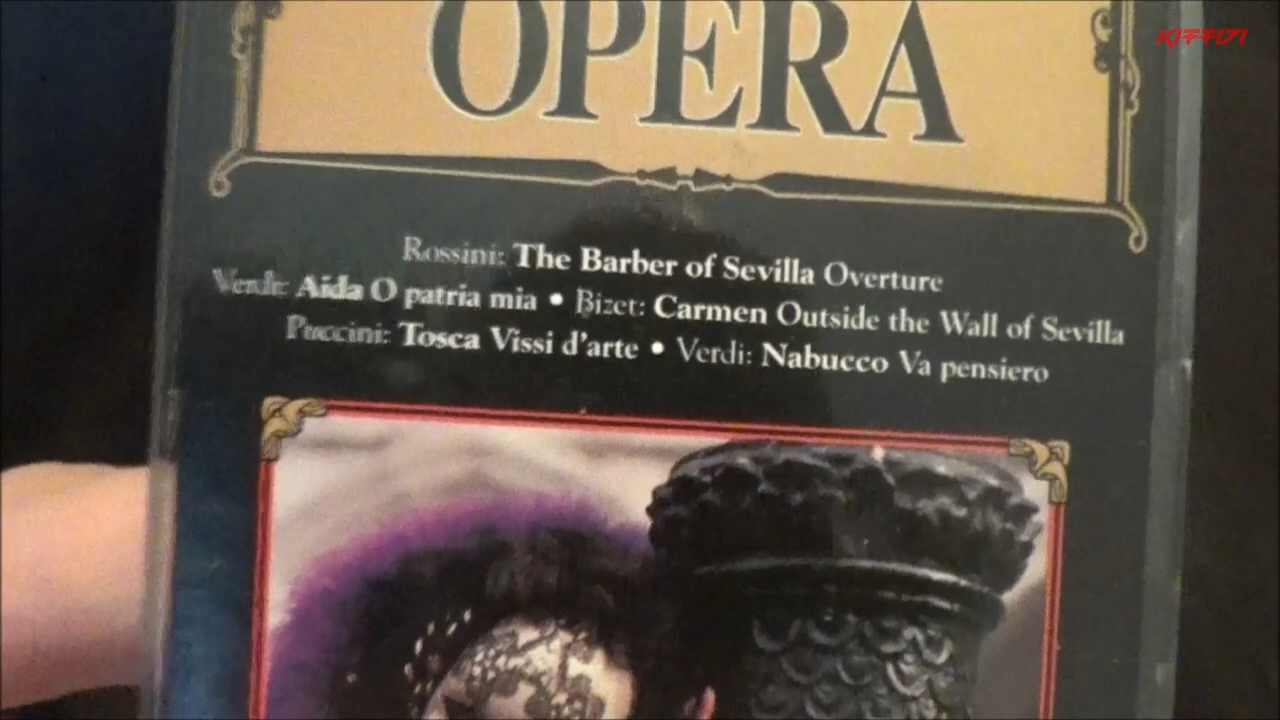 OPERA
Rossini: The Barber of Sevilla Overture
Verdi: Aida O patria mia • Bizet: Carmen Outside the Wall of Sevilla
Puccini: Tosca Vissi d'arte • Verdi: Nabucco Va pensiero